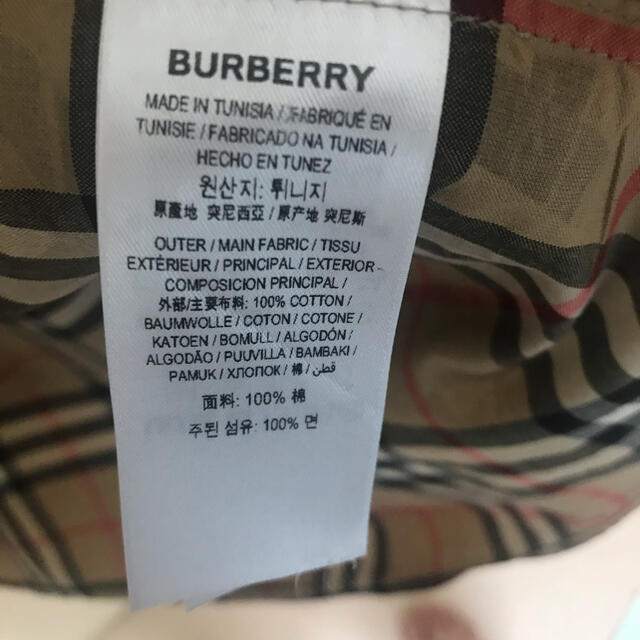 BURBERRY
MADE IN TUNISIA / FABRIQUÉ EN
TUNISIE / FABRICADO NA TUNISIA /
HECHO EN TUNEZ
원산지: 튀니지
原產地 突尼西亞 / 原产地 突尼斯
OUTER / MAIN FABRIC / TISSU
EXTÉRIEUR / PRINCIPAL / EXTERIOR -
COMPOSICIÓN PRINCIPAL /
外部/主要布料: 100% COTTON /
BAUMWOLLE / COTON / COTONE /
KATOEN / BOMULL / ALGODÓN /
ALGODÃO / PUUVILLA / BAMBAKI /
PAMUK / ХЛОПОК / 棉 / قطن /
面料: 100% 棉
주된 섬유: 100% 면